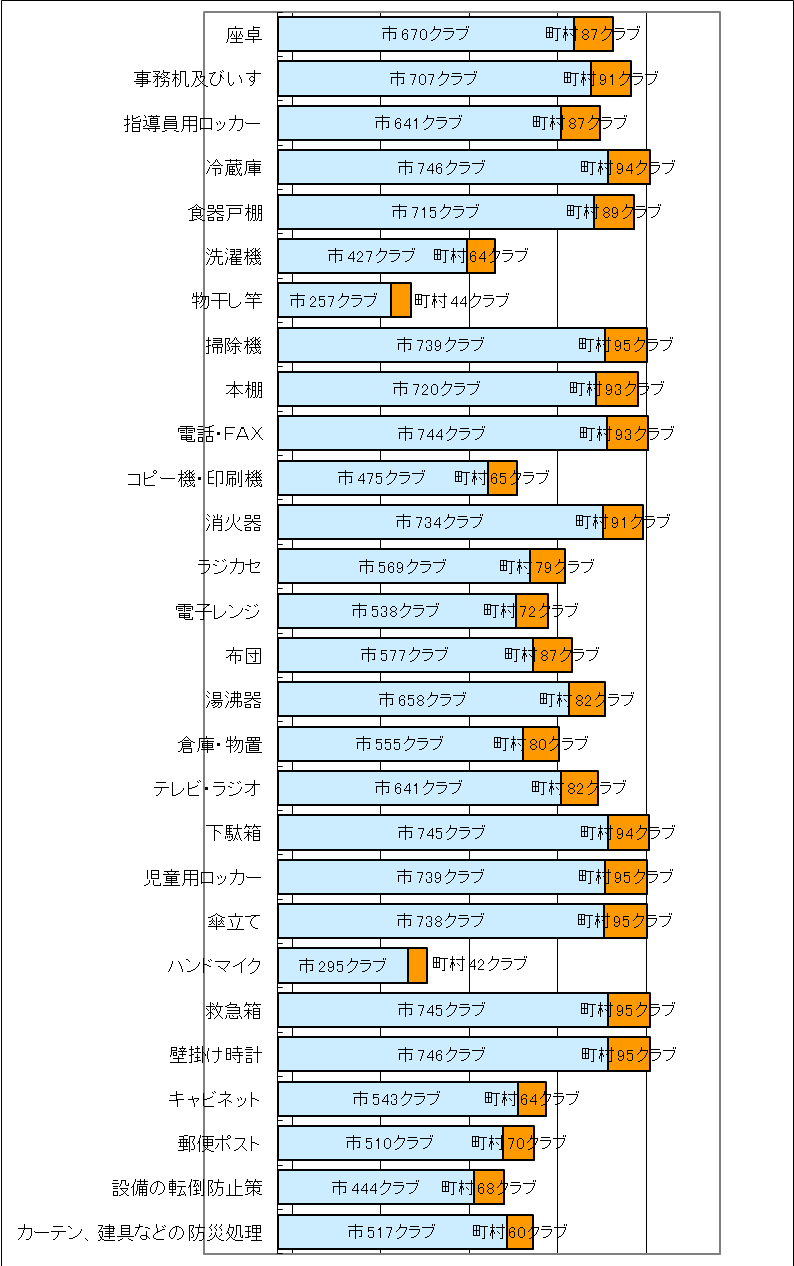 座卓 市670クラブ 町村87クラブ
事務机及びいす 市707クラブ 町村91クラブ
指導員用ロッカー 市641クラブ 町村87クラブ
冷蔵庫 市746クラブ 町村94クラブ
食器戸棚 市715クラブ 町村89クラブ
洗濯機 市427クラブ 町村64クラブ
物干し竿 市257クラブ 町村44クラブ
掃除機 市739クラブ 町村95クラブ
本棚 市720クラブ 町村93クラブ
電話・FAX 市744クラブ 町村93クラブ
コピー機・印刷機 市475クラブ 町村65クラブ
消火器 市734クラブ 町村91クラブ
ラジカセ 市569クラブ 町村79クラブ
電子レンジ 市538クラブ 町村72クラブ
布団 市577クラブ 町村87クラブ
湯沸器 市658クラブ 町村82クラブ
倉庫・物置 市555クラブ 町村80クラブ
テレビ・ラジオ 市641クラブ 町村82クラブ
下駄箱 市745クラブ 町村94クラブ
児童用ロッカー 市739クラブ 町村95クラブ
傘立て 市738クラブ 町村95クラブ
ハンドマイク 市295クラブ 町村42クラブ
救急箱 市745クラブ 町村95クラブ
壁掛け時計 市746クラブ 町村95クラブ
キャビネット 市543クラブ 町村64クラブ
郵便ポスト 市510クラブ 町村70クラブ
設備の転倒防止策 市444クラブ 町村68クラブ
カーテン、建具などの防災処理 市517クラブ 町村60クラブ